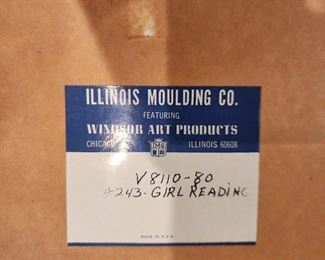 ILLINOIS MOULDING CO.
FEATURING
WINDSOR ART PRODUCTS
CHICAGO ILLINOIS 60608
V8110-80
#243-GIRL READING
MADE IN U.S.A.